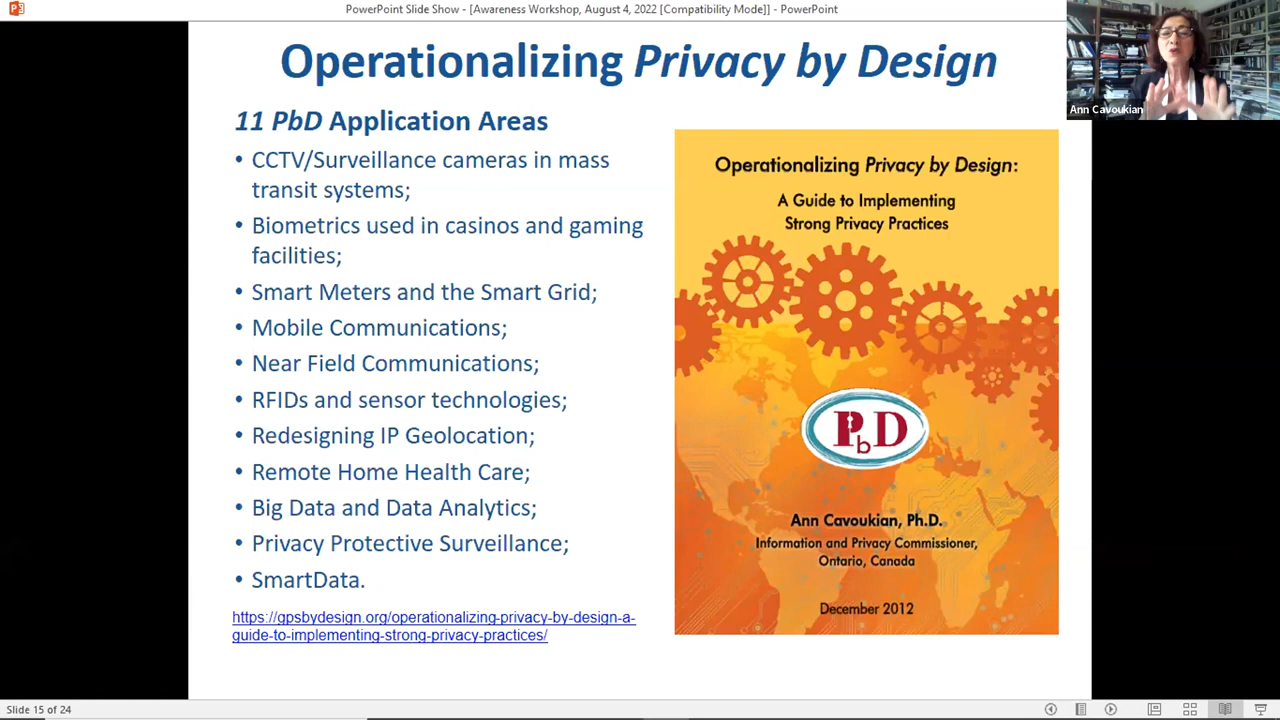 PowerPoint Slide Show - [Awareness Workshop, August 4, 2022 [Compatibility Mode]] - PowerPoint
Operationalizing Privacy by Design
Ann Cavoukian
11 PbD Application Areas
• CCTV/Surveillance cameras in mass
transit systems;
• Biometrics used in casinos and gaming
facilities;
• Smart Meters and the Smart Grid;
• Mobile Communications;
• Near Field Communications;
• RFIDs and sensor technologies;
• Redesigning IP Geolocation;
• Remote Home Health Care;
• Big Data and Data Analytics;
• Privacy Protective Surveillance;
• SmartData.
https://gpsbydesign.org/operationalizing-privacy-by-design-a-
guide-to-implementing-strong-privacy-practices/
Operationalizing Privacy by Design:
A Guide to Implementing
Strong Privacy Practices
PbD
Ann Cavoukian, Ph.D.
Information and Privacy Commissioner,
Ontario, Canada
December 2012
Slide 15 of 24